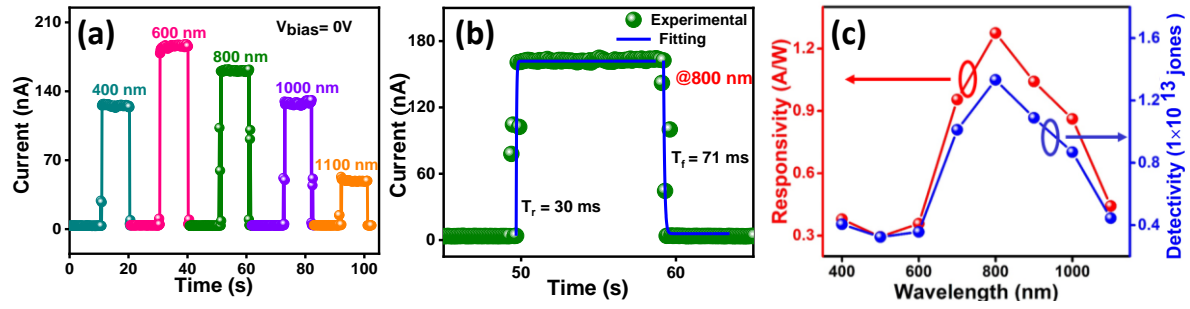 (a)
V_bias= 0V
400 nm
600 nm
800 nm
1000 nm
1100 nm
Current (nA)
0
70
140
210
0
20
40
60
80
100
Time (s)
(b)
Experimental
Fitting
@800 nm
T_r = 30 ms
T_f = 71 ms
Current (nA)
0
60
120
180
50
60
Time (s)
(c)
Responsivity (A/W)
0.3
0.6
0.9
1.2
400
600
800
1000
Wavelength (nm)
0.4
0.8
1.2
1.6
Detectivity (1×10 13 jones)